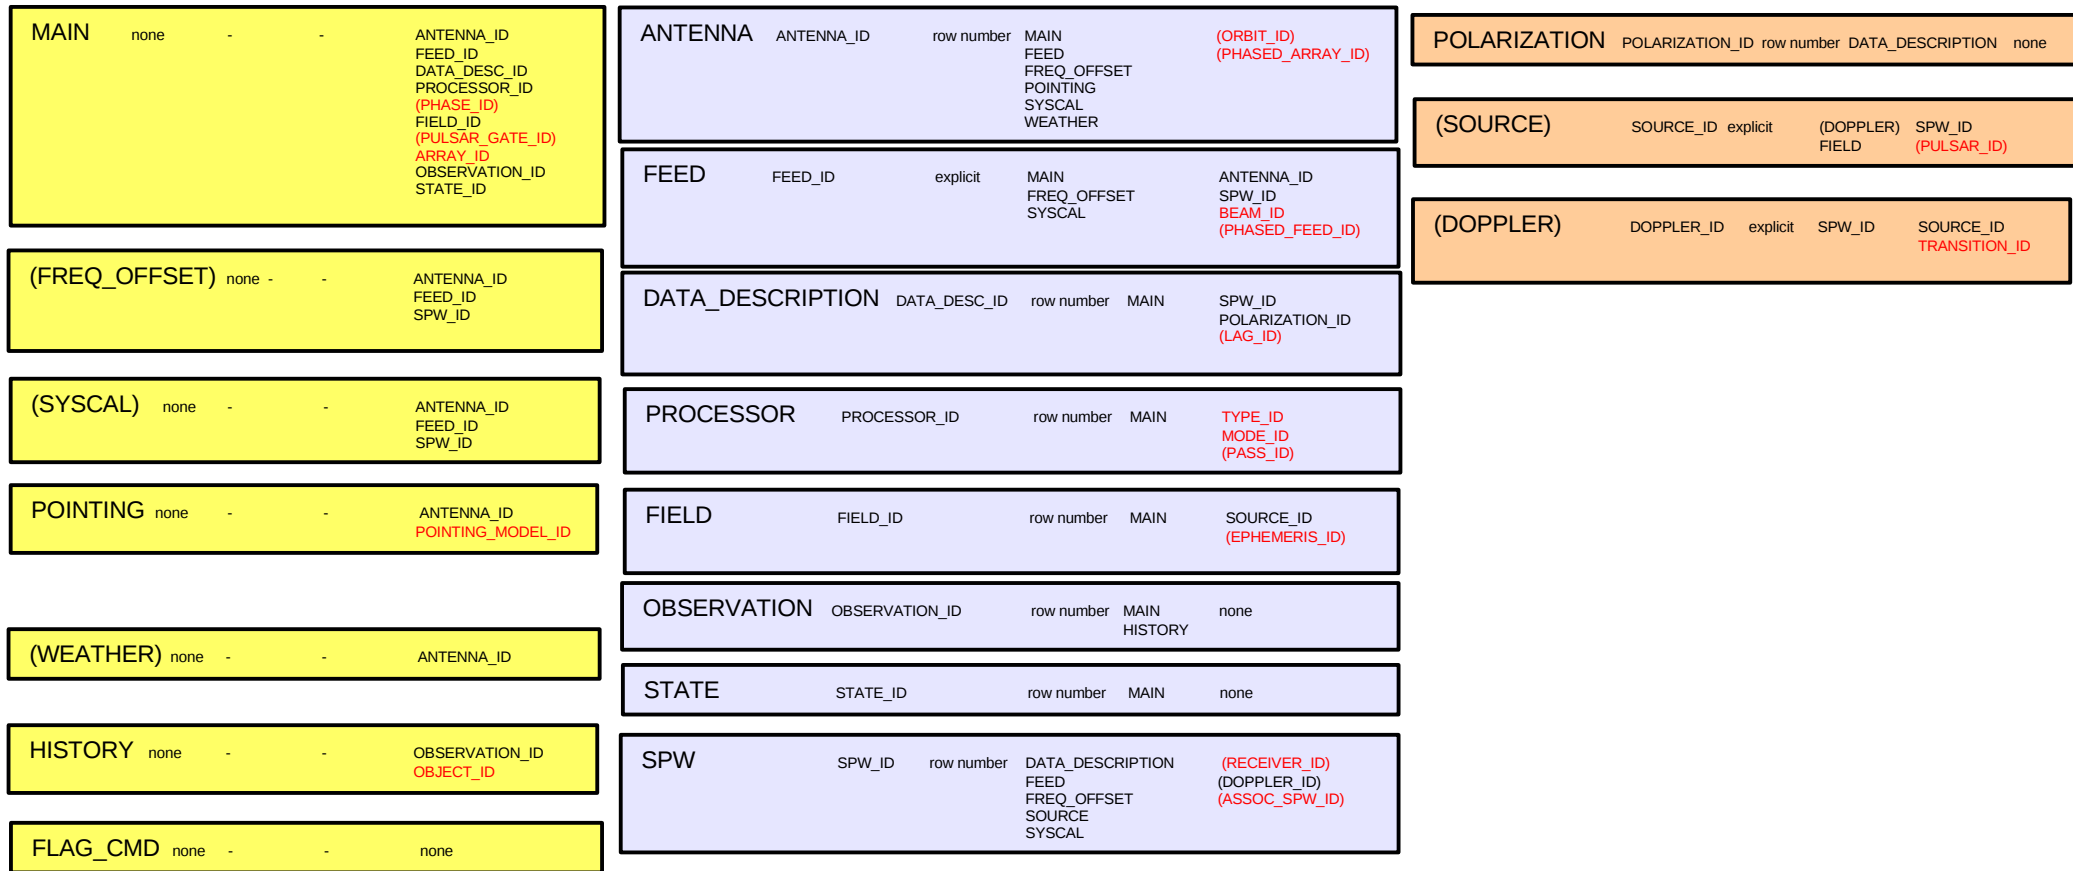 MAIN none - - ANTENNA_ID
FEED_ID
DATA_DESC_ID
PROCESSOR_ID
(PHASE_ID)
FIELD_ID
(PULSAR_GATE_ID)
ARRAY_ID
OBSERVATION_ID
STATE_ID
(FREQ_OFFSET) none - - ANTENNA_ID
FEED_ID
SPW_ID
(SYSCAL) none - - ANTENNA_ID
FEED_ID
SPW_ID
POINTING none - - ANTENNA_ID
POINTING_MODEL_ID
(WEATHER) none - - ANTENNA_ID
HISTORY none - - OBSERVATION_ID
OBJECT_ID
FLAG_CMD none - - none
ANTENNA ANTENNA_ID row number MAIN (ORBIT_ID)
FEED (PHASED_ARRAY_ID)
FREQ_OFFSET
POINTING
SYSCAL
WEATHER
FEED FEED_ID explicit MAIN ANTENNA_ID
FREQ_OFFSET SPW_ID
SYSCAL BEAM_ID
(PHASED_FEED_ID)
DATA_DESCRIPTION DATA_DESC_ID row number MAIN SPW_ID
POLARIZATION_ID
(LAG_ID)
PROCESSOR PROCESSOR_ID row number MAIN TYPE_ID
MODE_ID
(PASS_ID)
FIELD FIELD_ID row number MAIN SOURCE_ID
(EPHEMERIS_ID)
OBSERVATION OBSERVATION_ID row number MAIN none
HISTORY
STATE STATE_ID row number MAIN none
SPW SPW_ID row number DATA_DESCRIPTION (RECEIVER_ID)
FEED (DOPPLER_ID)
FREQ_OFFSET (ASSOC_SPW_ID)
SOURCE
SYSCAL
POLARIZATION POLARIZATION_ID row number DATA_DESCRIPTION none
(SOURCE) SOURCE_ID explicit (DOPPLER) SPW_ID
FIELD (PULSAR_ID)
(DOPPLER) DOPPLER_ID explicit SPW_ID SOURCE_ID
TRANSITION_ID